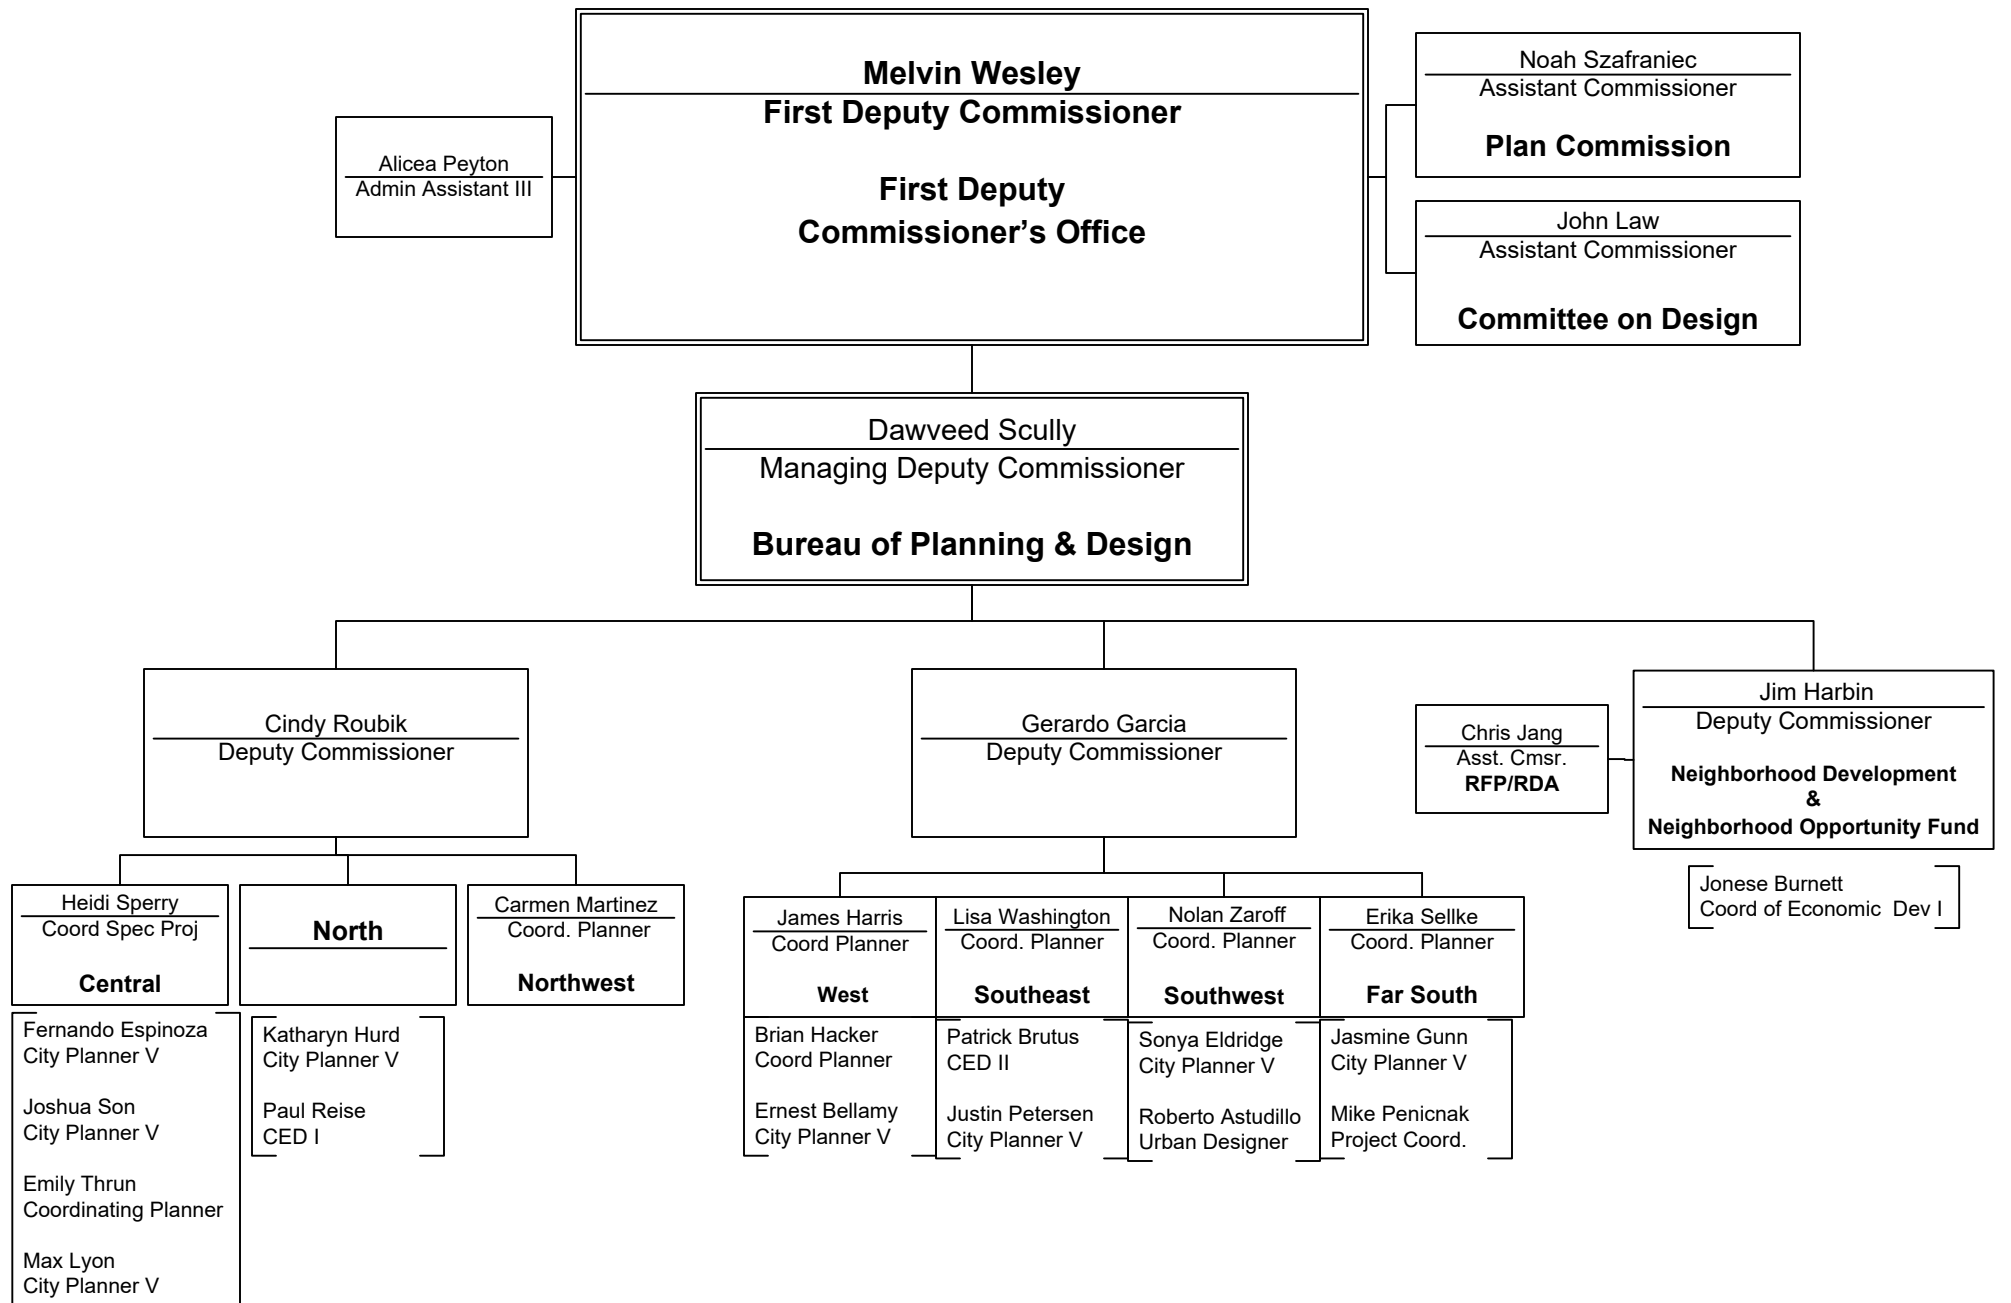 Melvin Wesley
First Deputy Commissioner
First Deputy
Commissioner’s Office
Alicea Peyton
Admin Assistant III
Noah Szafraniec
Assistant Commissioner
Plan Commission
John Law
Assistant Commissioner
Committee on Design
Dawveed Scully
Managing Deputy Commissioner
Bureau of Planning & Design
Cindy Roubik
Deputy Commissioner
Gerardo Garcia
Deputy Commissioner
Chris Jang
Asst. Cmsr.
RFP/RDA
Jim Harbin
Deputy Commissioner
Neighborhood Development
&
Neighborhood Opportunity Fund
Jonese Burnett
Coord of Economic  Dev I
Heidi Sperry
Coord Spec Proj
Central
Fernando Espinoza
City Planner V
Joshua Son
City Planner V
Emily Thrun
Coordinating Planner
Max Lyon
City Planner V
North
Katharyn Hurd
City Planner V
Paul Reise
CED I
Carmen Martinez
Coord. Planner
Northwest
James Harris
Coord Planner
West
Brian Hacker
Coord Planner
Ernest Bellamy
City Planner V
Lisa Washington
Coord. Planner
Southeast
Patrick Brutus
CED II
Justin Petersen
City Planner V
Nolan Zaroff
Coord. Planner
Southwest
Sonya Eldridge
City Planner V
Roberto Astudillo
Urban Designer
Erika Sellke
Coord. Planner
Far South
Jasmine Gunn
City Planner V
Mike Penicnak
Project Coord.